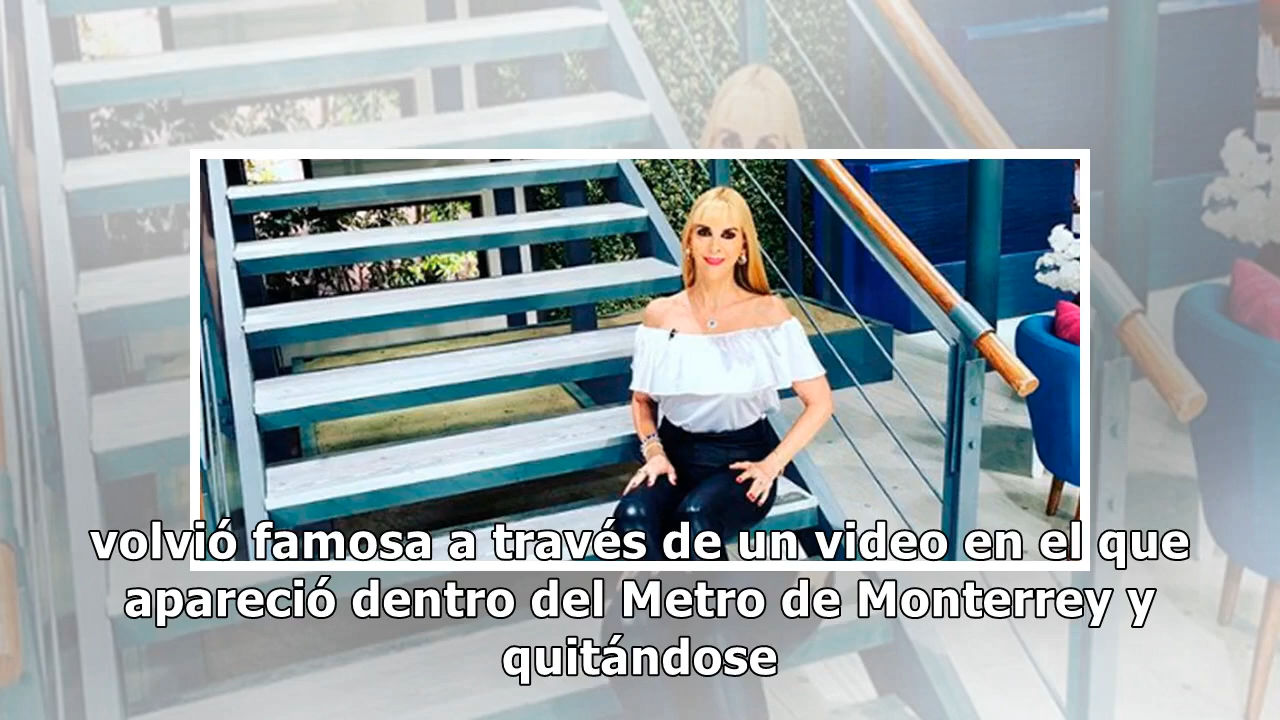 volvió famosa a través de un video en el que
apareció dentro del Metro de Monterrey y
quitándose